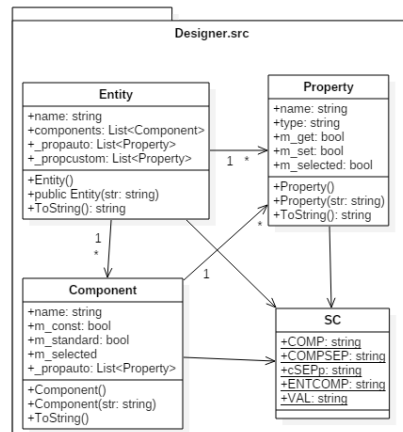 Designer.src
Entity
+name: string
+components: List<Component>
+_propauto: List<Property>
+_propcustom: List<Property>
+Entity()
+public Entity(str: string)
+ToString(): string
Property
+name: string
+type: string
+m_get: bool
+m_set: bool
+m_selected: bool
+Property()
+Property(str: string)
+ToString(): string
1
*
1
*
1
*
Component
+name: string
+m_const: bool
+m_standard: bool
+m_selected
+_propauto: List<Property>
+Component()
+Component(str: string)
+ToString()
SC
+COMP: string
+COMPSEP: string
+cSEPp: string
+ENTCOMP: string
+VAL: string